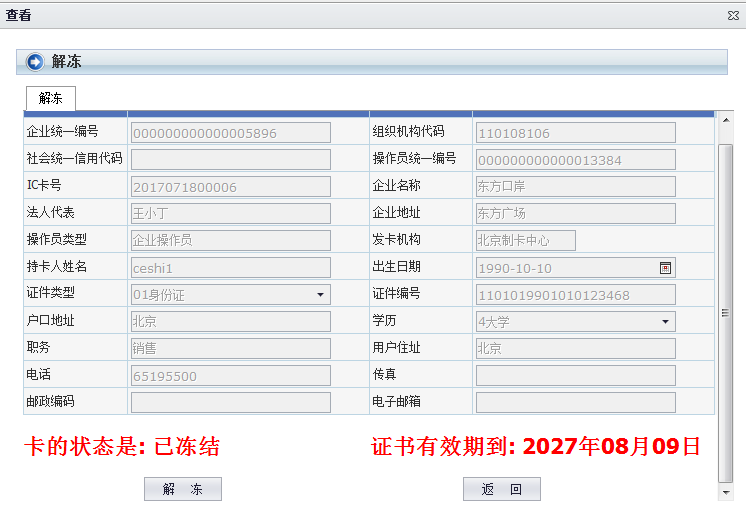 查看
解冻
解冻
企业统一编号 000000000000005896 组织机构代码 110108106
社会统一信用代码 操作员统一编号 000000000000013384
IC卡号 2017071800006 企业名称 东方口岸
法人代表 王小丁 企业地址 东方广场
操作员类型 企业操作员 发卡机构 北京制卡中心
持卡人姓名 ceshi1 出生日期 1990-10-10
证件类型 01身份证 证件编号 1101019901010123468
户口地址 北京 学历 4大学
职务 销售 用户住址 北京
电话 65195500 传真
邮政编码 电子邮箱
卡的状态是: 已冻结 证书有效期到: 2027年08月09日
解 冻 返 回